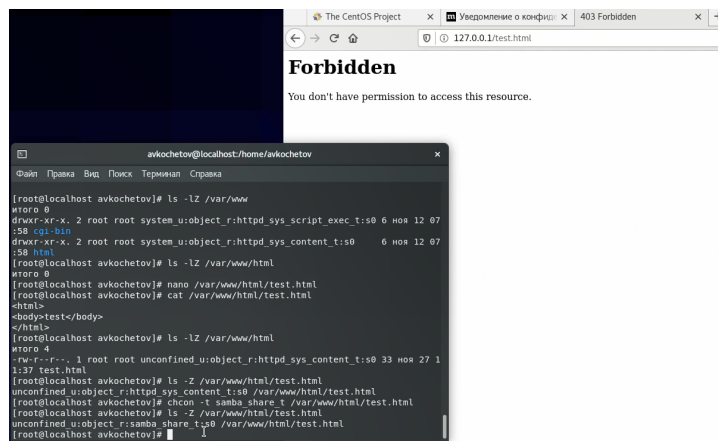 The CentOS Project
Уведомление о конфиде
403 Forbidden
127.0.0.1/test.html
Forbidden
You don't have permission to access this resource.
avkochetov@localhost:/home/avkochetov
Файл Правка Вид Поиск Терминал Справка
[root@localhost avkochetov]# ls -lZ /var/www
итого 0
drwxr-xr-x. 2 root root system_u:object_r:httpd_sys_script_exec_t:s0 6 ноя 12 07
:58 cgi-bin
drwxr-xr-x. 2 root root system_u:object_r:httpd_sys_content_t:s0     6 ноя 12 07
:58 html
[root@localhost avkochetov]# ls -lZ /var/www/html
итого 0
[root@localhost avkochetov]# nano /var/www/html/test.html
[root@localhost avkochetov]# cat /var/www/html/test.html
<html>
<body>test</body>
</html>
[root@localhost avkochetov]# ls -lZ /var/www/html
итого 4
-rw-r--r--. 1 root root unconfined_u:object_r:httpd_sys_content_t:s0 33 ноя 27 1
1:37 test.html
[root@localhost avkochetov]# ls -Z /var/www/html/test.html
unconfined_u:object_r:httpd_sys_content_t:s0 /var/www/html/test.html
[root@localhost avkochetov]# chcon -t samba_share_t /var/www/html/test.html
[root@localhost avkochetov]# ls -Z /var/www/html/test.html
unconfined_u:object_r:samba_share_t:s0 /var/www/html/test.html
[root@localhost avkochetov]#